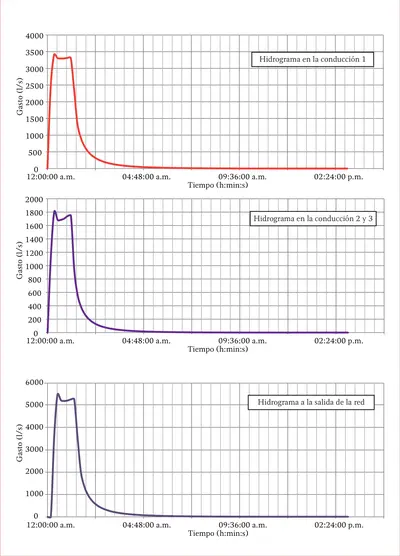 4000
3500
3000
2500
2000
1500
1000
500
0
Gasto (l/s)
Hidrograma en la conducción 1
12:00:00 a.m. 04:48:00 a.m. 09:36:00 a.m. 02:24:00 p.m.
Tiempo (h:min:s)
2000
1800
1600
1400
1200
1000
800
600
400
200
0
Gasto (l/s)
Hidrograma en la conducción 2 y 3
12:00:00 a.m. 04:48:00 a.m. 09:36:00 a.m. 02:24:00 p.m.
Tiempo (h:min:s)
6000
5000
4000
3000
2000
1000
0
Gasto (l/s)
Hidrograma a la salida de la red
12:00:00 a.m. 04:48:00 a.m. 09:36:00 a.m. 02:24:00 p.m.
Tiempo (h:min:s)